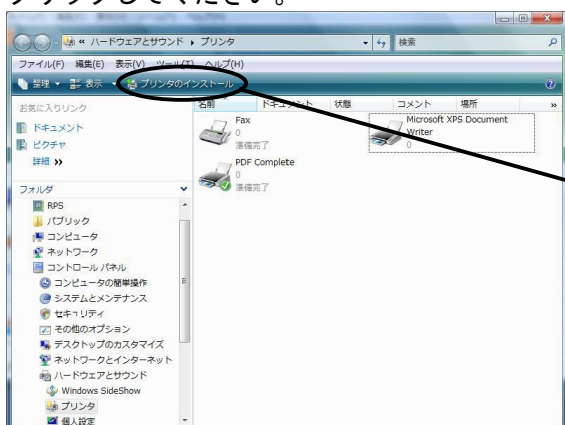 クリックしてください。
ハードウェアとサウンド ▸ プリンタ
検索
ファイル(F) 編集(E) 表示(V) ツール(T) ヘルプ(H)
整理 表示 プリンタのインストール
お気に入りリンク
ドキュメント
ピクチャ
詳細 »
フォルダ
RPS
パブリック
コンピュータ
ネットワーク
コントロール パネル
コンピュータの簡単操作
システムとメンテナンス
セキュリティ
その他のオプション
デスクトップのカスタマイズ
ネットワークとインターネット
ハードウェアとサウンド
Windows SideShow
プリンタ
個人設定
名前 ドキュメント 状態 コメント 場所 »
Fax
0
準備完了
Microsoft XPS Document
Writer
0
PDF Complete
0
準備完了